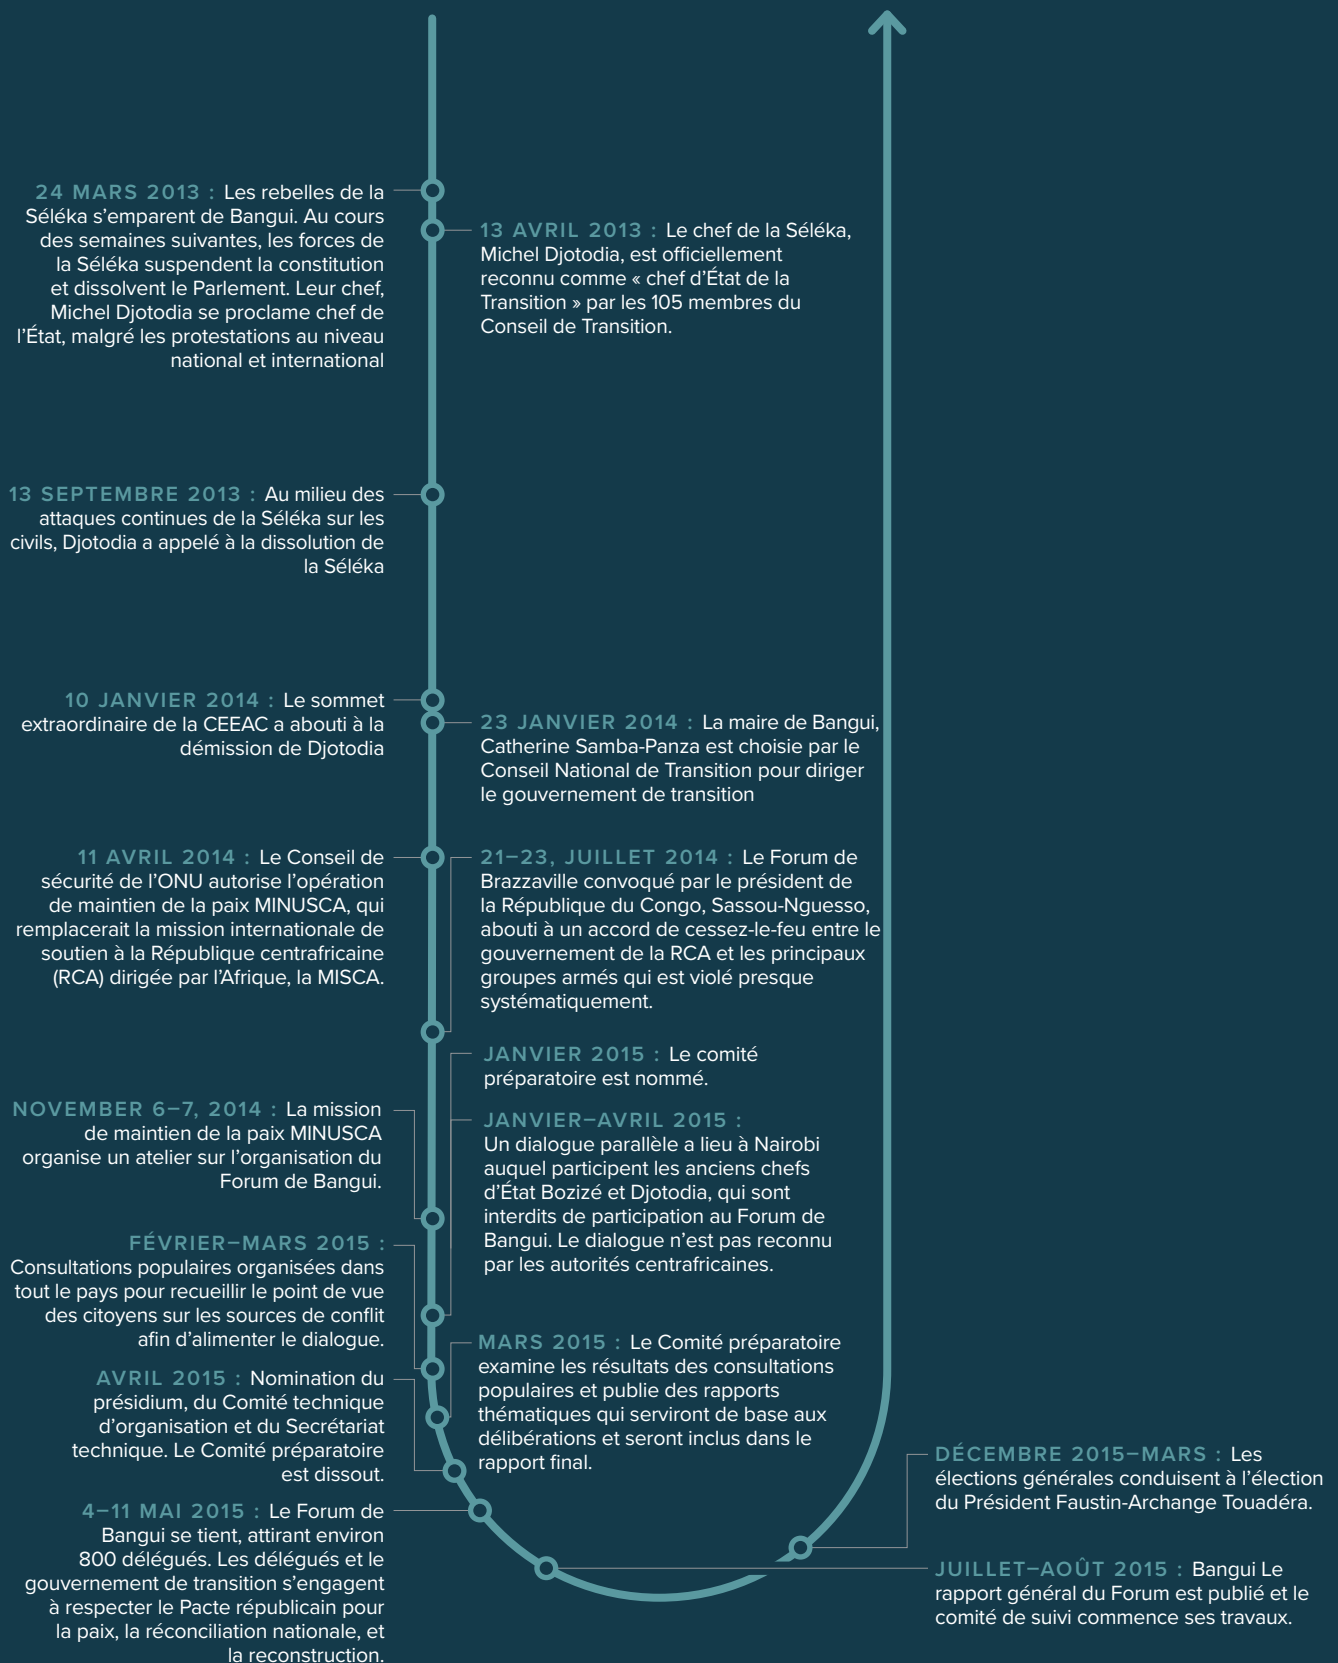 24 MARS 2013 : Les rebelles de la
Séléka s’emparent de Bangui. Au cours
des semaines suivantes, les forces de
la Séléka suspendent la constitution
et dissolvent le Parlement. Leur chef,
Michel Djotodia se proclame chef de
l’État, malgré les protestations au niveau
national et international
13 AVRIL 2013 : Le chef de la Séléka,
Michel Djotodia, est officiellement
reconnu comme « chef d’État de la
Transition » par les 105 membres du
Conseil de Transition.
13 SEPTEMBRE 2013 : Au milieu des
attaques continues de la Séléka sur les
civils, Djotodia a appelé à la dissolution de
la Séléka
10 JANVIER 2014 : Le sommet
extraordinaire de la CEEAC a abouti à la
démission de Djotodia
23 JANVIER 2014 : La maire de Bangui,
Catherine Samba-Panza est choisie par le
Conseil National de Transition pour diriger
le gouvernement de transition
11 AVRIL 2014 : Le Conseil de
sécurité de l’ONU autorise l’opération
de maintien de la paix MINUSCA, qui
remplacerait la mission internationale de
soutien à la République centrafricaine
(RCA) dirigée par l’Afrique, la MISCA.
21–23, JUILLET 2014 : Le Forum de
Brazzaville convoqué par le président de
la République du Congo, Sassou-Nguesso,
abouti à un accord de cessez-le-feu entre le
gouvernement de la RCA et les principaux
groupes armés qui est violé presque
systématiquement.
NOVEMBER 6–7, 2014 : La mission
de maintien de la paix MINUSCA
organise un atelier sur l’organisation du
Forum de Bangui.
JANVIER 2015 : Le comité
préparatoire est nommé.
JANVIER–AVRIL 2015 :
Un dialogue parallèle a lieu à Nairobi
auquel participent les anciens chefs
d’État Bozizé et Djotodia, qui sont
interdits de participation au Forum de
Bangui. Le dialogue n’est pas reconnu
par les autorités centrafricaines.
FÉVRIER–MARS 2015 :
Consultations populaires organisées dans
tout le pays pour recueillir le point de vue
des citoyens sur les sources de conflit
afin d’alimenter le dialogue.
MARS 2015 : Le Comité préparatoire
examine les résultats des consultations
populaires et publie des rapports
thématiques qui serviront de base aux
délibérations et seront inclus dans le
rapport final.
AVRIL 2015 : Nomination du
présidium, du Comité technique
d’organisation et du Secrétariat
technique. Le Comité préparatoire
est dissout.
4–11 MAI 2015 : Le Forum de
Bangui se tient, attirant environ
800 délégués. Les délégués et le
gouvernement de transition s’engagent
à respecter le Pacte républicain pour
la paix, la réconciliation nationale, et
la reconstruction.
DÉCEMBRE 2015–MARS : Les
élections générales conduisent à l’élection
du Président Faustin-Archange Touadéra.
JUILLET–AOÛT 2015 : Bangui Le
rapport général du Forum est publié et le
comité de suivi commence ses travaux.